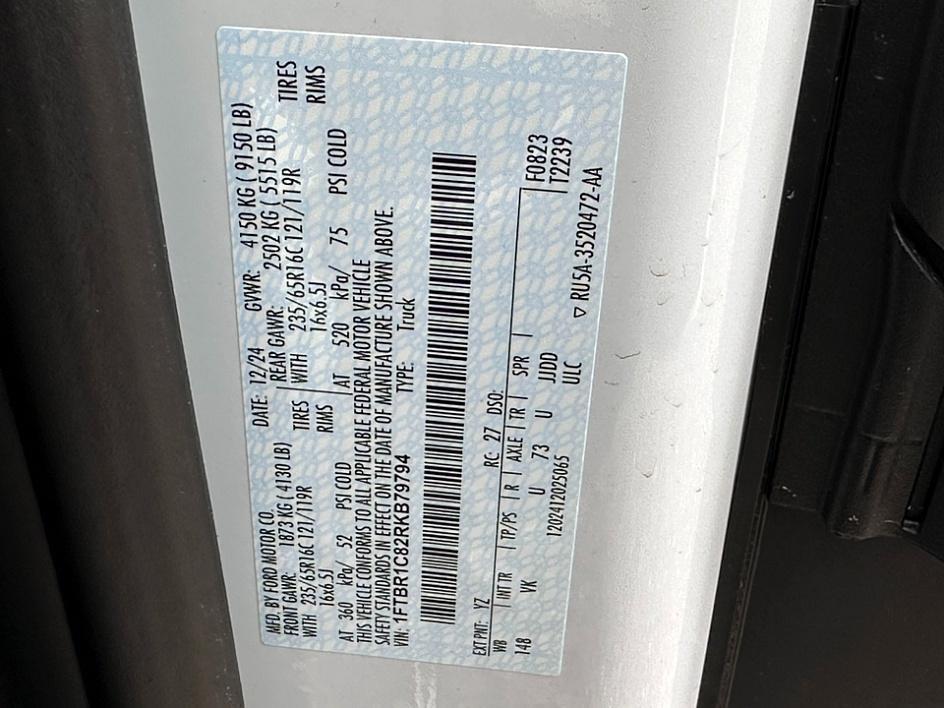 MFD. BY FORD MOTOR CO.
DATE: 12/24 GVWR: 4150 KG ( 9150 LB)
FRONT GAWR: 1873 KG ( 4130 LB) REAR GAWR: 2502 KG ( 5515 LB)
WITH 235/65R16C 121/119R TIRES WITH 235/65R16C 121/119R TIRES
16x6.5J RIMS 16x6.5J RIMS
AT 360 kPa/ 52 PSI COLD AT 520 kPa/ 75 PSI COLD
THIS VEHICLE CONFORMS TO ALL APPLICABLE FEDERAL MOTOR VEHICLE
SAFETY STANDARDS IN EFFECT ON THE DATE OF MANUFACTURE SHOWN ABOVE.
VIN: 1FTBR1C82RKB79794 TYPE: Truck
EXT PNT: YZ RC: 27 DSO:
WB INT TR TP/PS R AXLE TR SPR F0823
148 VK U 73 U JJDD T2239
1202412025065 ULC
▽ RU5A-3520472-AA